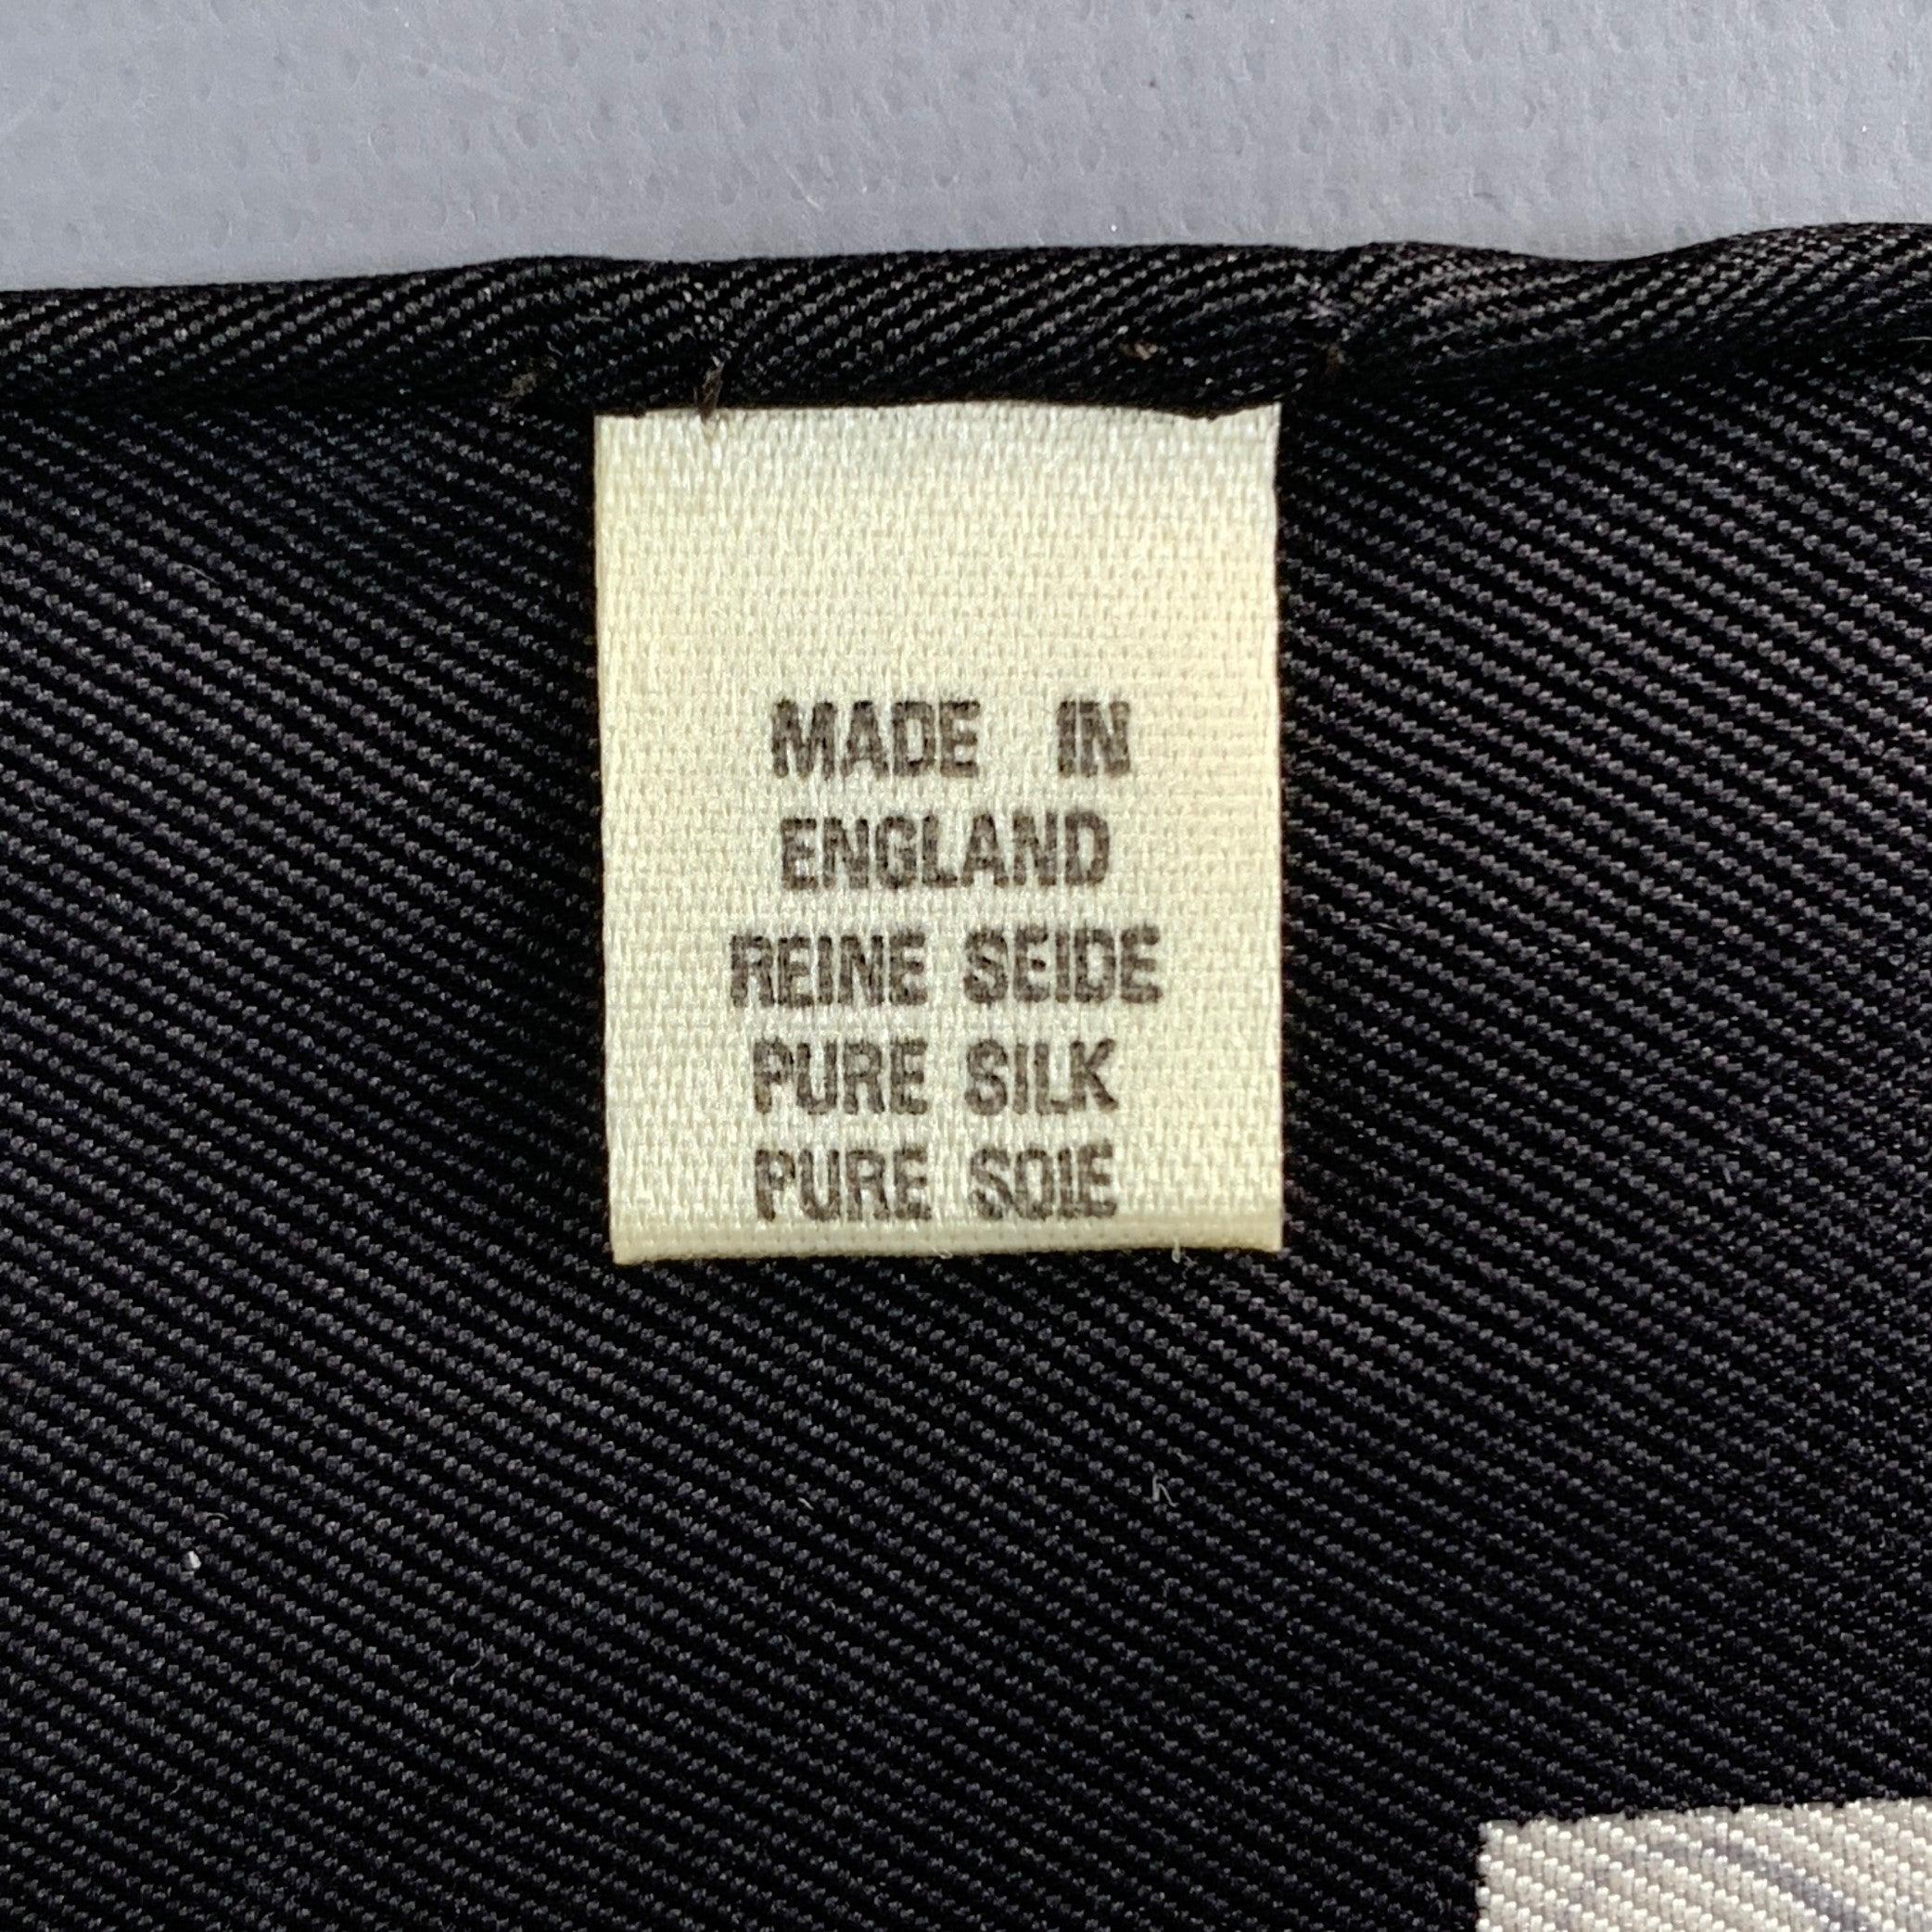 MADE IN
ENGLAND
REINE SEIDE
PURE SILK
PURE SOIE